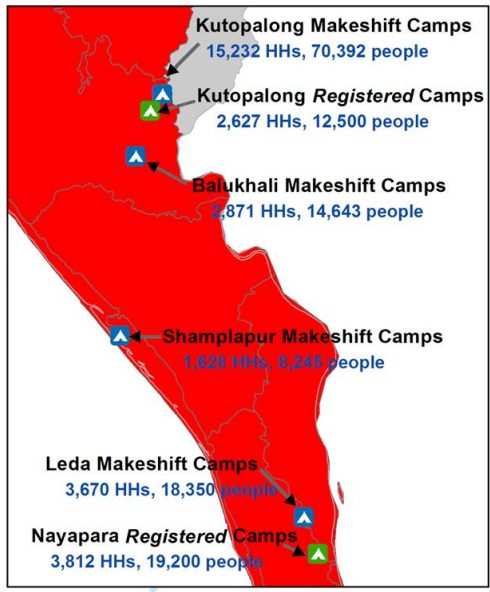 Kutopalong Makeshift Camps
15,232 HHs, 70,392 people
Kutopalong Registered Camps
2,627 HHs, 12,500 people
Balukhali Makeshift Camps
2,871 HHs, 14,643 people
Shamplapur Makeshift Camps
1,628 HHs, 8,245 people
Leda Makeshift Camps
3,670 HHs, 18,350 people
Nayapara Registered Camps
3,812 HHs, 19,200 people